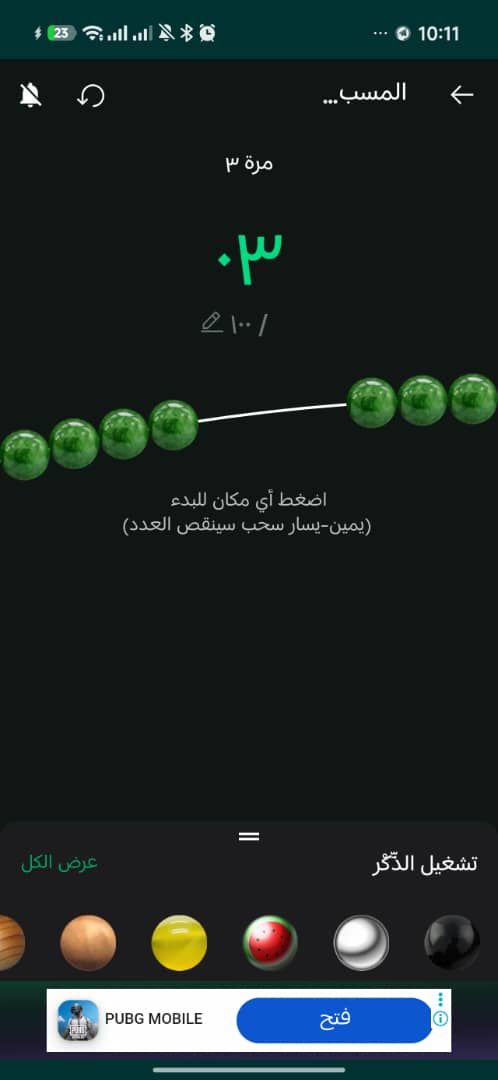 23
10:11
المسب...
مرة ٣
٠٣
/ ١٠٠
اضغط أي مكان للبدء
(يمين-يسار سحب سينقص العدد)
تشغيل الذِّكْر
عرض الكل
PUBG MOBILE
فتح